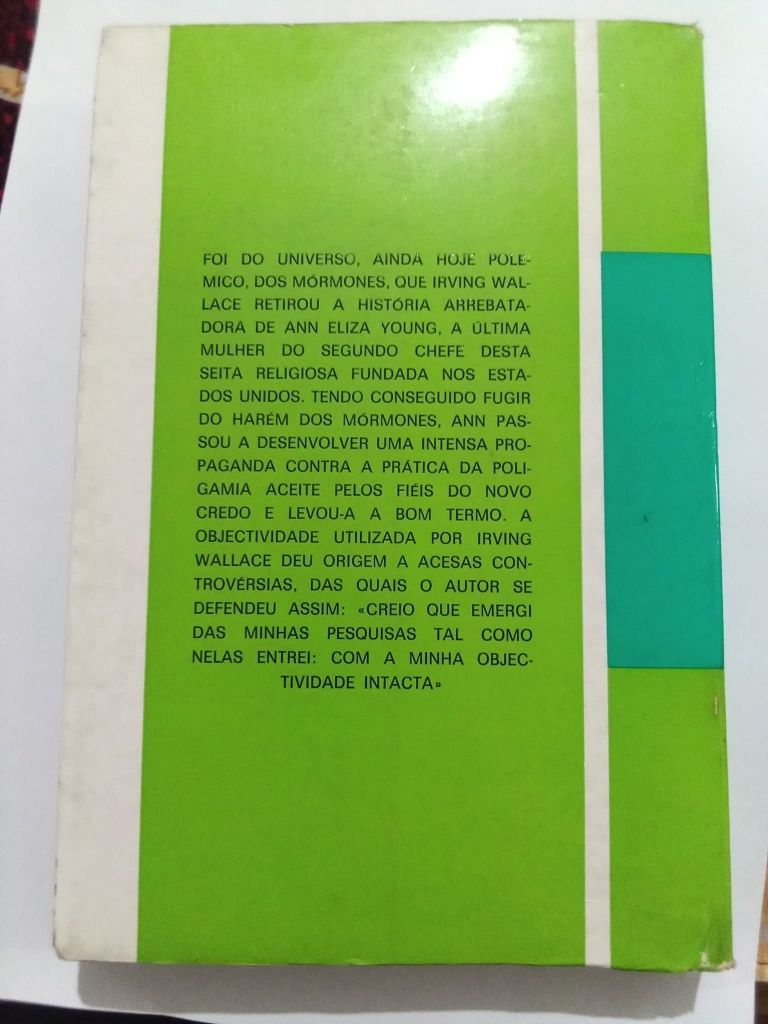 FOI DO UNIVERSO, AINDA HOJE POLÉ-
MICO, DOS MÓRMONES, QUE IRVING WAL-
LACE RETIROU A HISTÓRIA ARREBATA-
DORA DE ANN ELIZA YOUNG, A ÚLTIMA
MULHER DO SEGUNDO CHEFE DESTA
SEITA RELIGIOSA FUNDADA NOS ESTA-
DOS UNIDOS. TENDO CONSEGUIDO FUGIR
DO HARÉM DOS MÓRMONES, ANN PAS-
SOU A DESENVOLVER UMA INTENSA PRO-
PAGANDA CONTRA A PRÁTICA DA POLI-
GAMIA ACEITE PELOS FIÉIS DO NOVO
CREDO E LEVOU-A A BOM TERMO. A
OBJECTIVIDADE UTILIZADA POR IRVING
WALLACE DEU ORIGEM A ACESAS CON-
TROVÉRSIAS, DAS QUAIS O AUTOR SE
DEFENDEU ASSIM: «CREIO QUE EMERGI
DAS MINHAS PESQUISAS TAL COMO
NELAS ENTREI: COM A MINHA OBJEC-
TIVIDADE INTACTA»